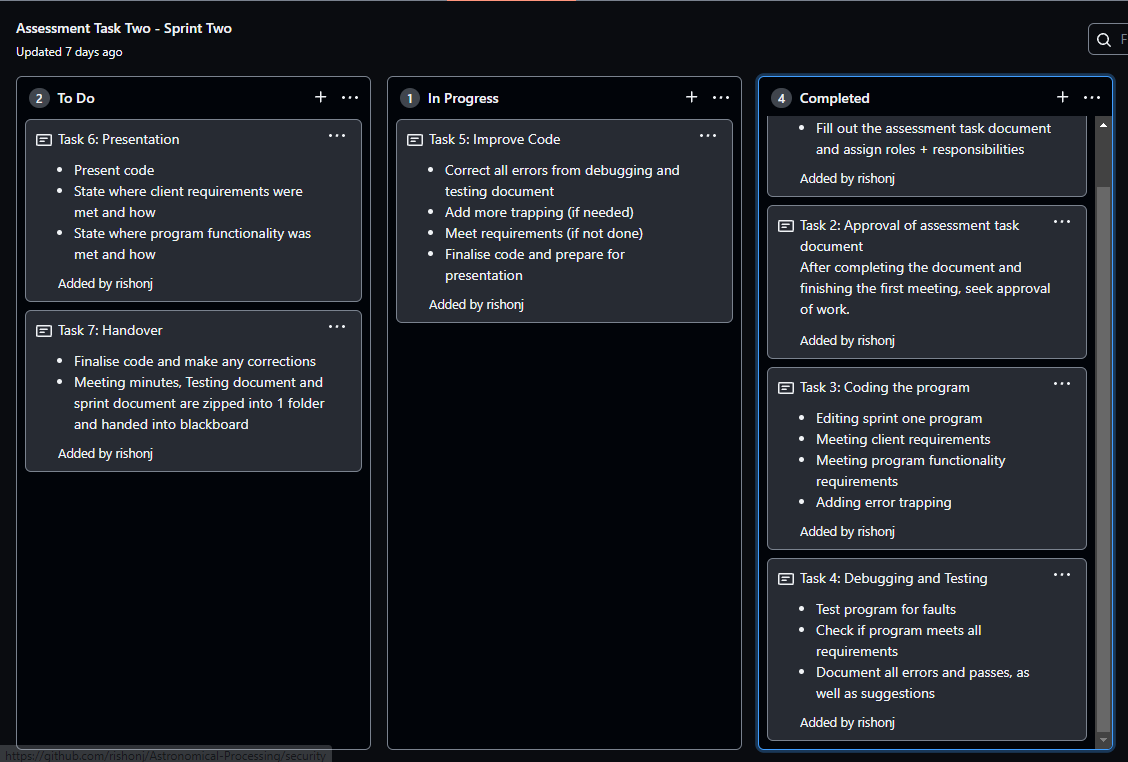 Assessment Task Two - Sprint Two
Updated 7 days ago
F
2 To Do
Task 6: Presentation
Present code
State where client requirements were
met and how
State where program functionality was
met and how
Added by rishonj
Task 7: Handover
Finalise code and make any corrections
Meeting minutes, Testing document and
sprint document are zipped into 1 folder
and handed into blackboard
Added by rishonj
1 In Progress
Task 5: Improve Code
Correct all errors from debugging and
testing document
Add more trapping (if needed)
Meet requirements (if not done)
Finalise code and prepare for
presentation
Added by rishonj
4 Completed
Fill out the assessment task document
and assign roles + responsibilities
Added by rishonj
Task 2: Approval of assessment task
document
After completing the document and
finishing the first meeting, seek approval
of work.
Added by rishonj
Task 3: Coding the program
Editing sprint one program
Meeting client requirements
Meeting program functionality
requirements
Adding error trapping
Added by rishonj
Task 4: Debugging and Testing
Test program for faults
Check if program meets all
requirements
Document all errors and passes, as
well as suggestions
Added by rishonj
https://github.com/rishonj/Astronomical-Processing/security